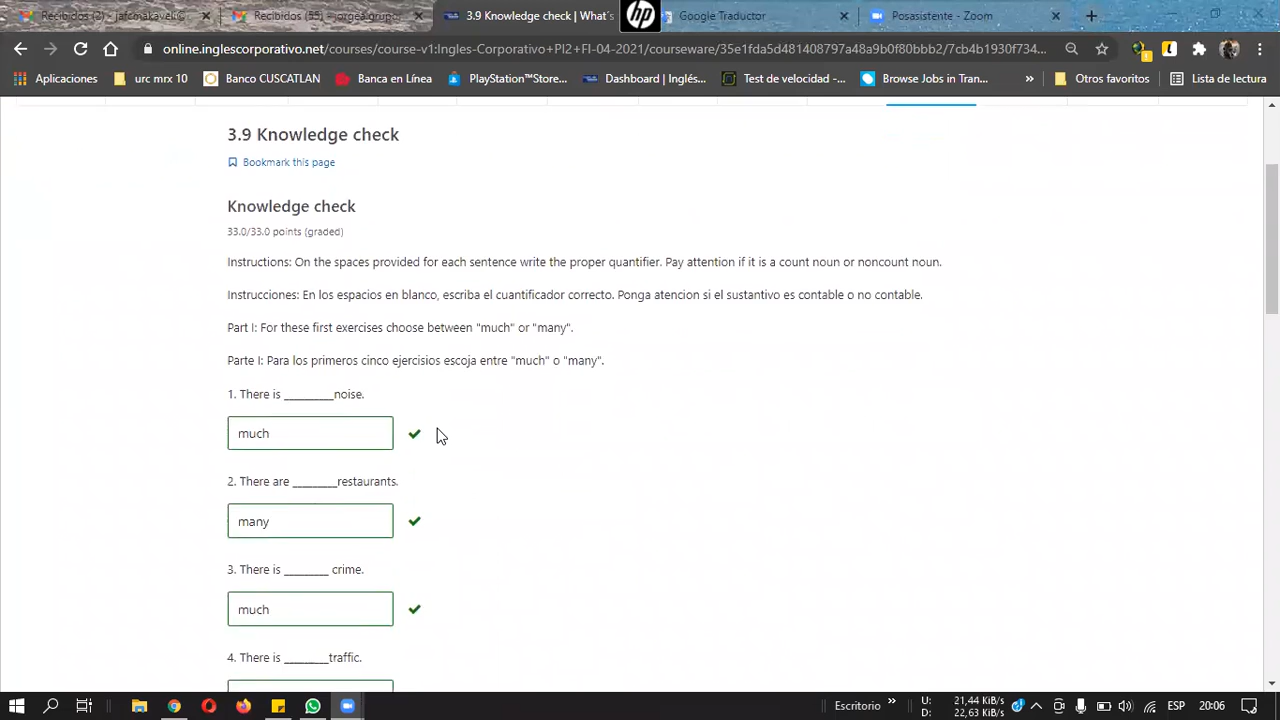 Recibidos (2) - jafcmakaveli@
Recibidos (55) - jorgea.grupo
3.9 Knowledge check | What´s
hp
Google Traductor
Posasistente - Zoom
online.inglescorporativo.net/courses/course-v1:Ingles-Corporativo+PI2+FI-04-2021/courseware/35e1fda5d481408797a48a9b0f80bbb2/7cb4b1930f734...
Aplicaciones
urc mrx 10
Banco CUSCATLAN
Banca en Línea
PlayStation™Store...
Dashboard | Inglés...
Test de velocidad -...
Browse Jobs in Tran...
»
Otros favoritos
Lista de lectura
3.9 Knowledge check
Bookmark this page
Knowledge check
33.0/33.0 points (graded)
Instructions: On the spaces provided for each sentence write the proper quantifier. Pay attention if it is a count noun or noncount noun.
Instrucciones: En los espacios en blanco, escriba el cuantificador correcto. Ponga atencion si el sustantivo es contable o no contable.
Part I: For these first exercises choose between "much" or "many".
Parte I: Para los primeros cinco ejercisios escoja entre "much" o "many".
1. There is _________noise.
much
2. There are ________restaurants.
many
3. There is ________ crime.
much
4. There is ________traffic.
Escritorio
»
U: 21,44 KiB/s
D: 22,63 KiB/s
ESP
20:06